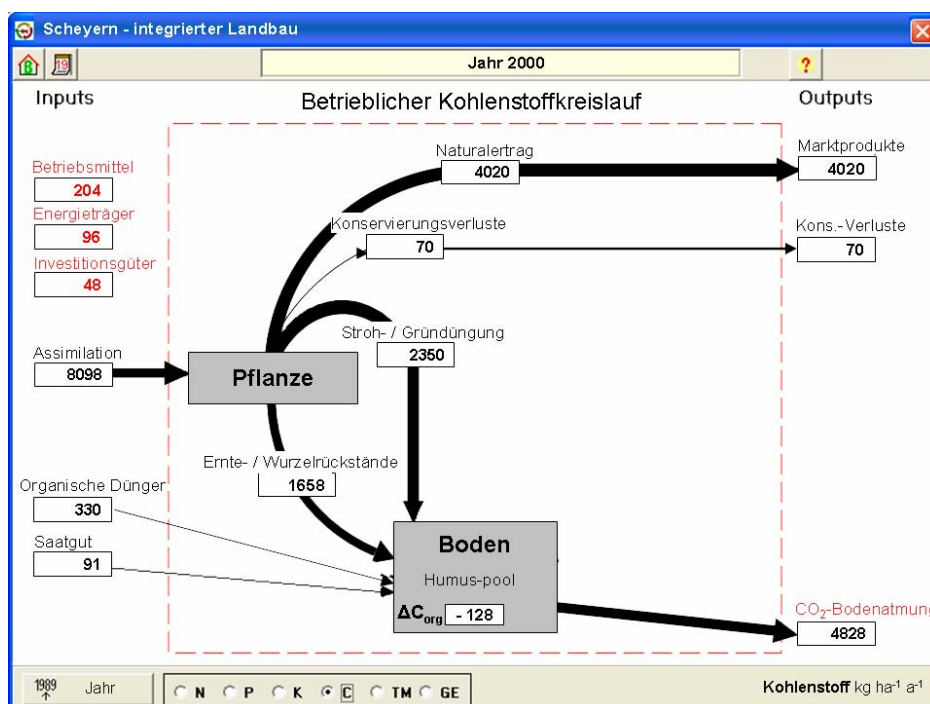 Scheyern - integrierter Landbau
19
Jahr 2000
?
Inputs
Betrieblicher Kohlenstoffkreislauf
Outputs
Naturalertrag
4020
Marktprodukte
4020
Betriebsmittel
204
Energieträger
96
Investitionsgüter
48
Konservierungsverluste
70
Kons.-Verluste
70
Stroh- / Gründüngung
2350
Assimilation
8098
Pflanze
Ernte- / Wurzelrückstände
1658
Organische Dünger
330
Saatgut
91
Boden
Humus-pool
ΔCorg - 128
CO₂-Bodenatmung
4828
1989
Jahr
N P K C TM GE
Kohlenstoff kg ha⁻¹ a⁻¹